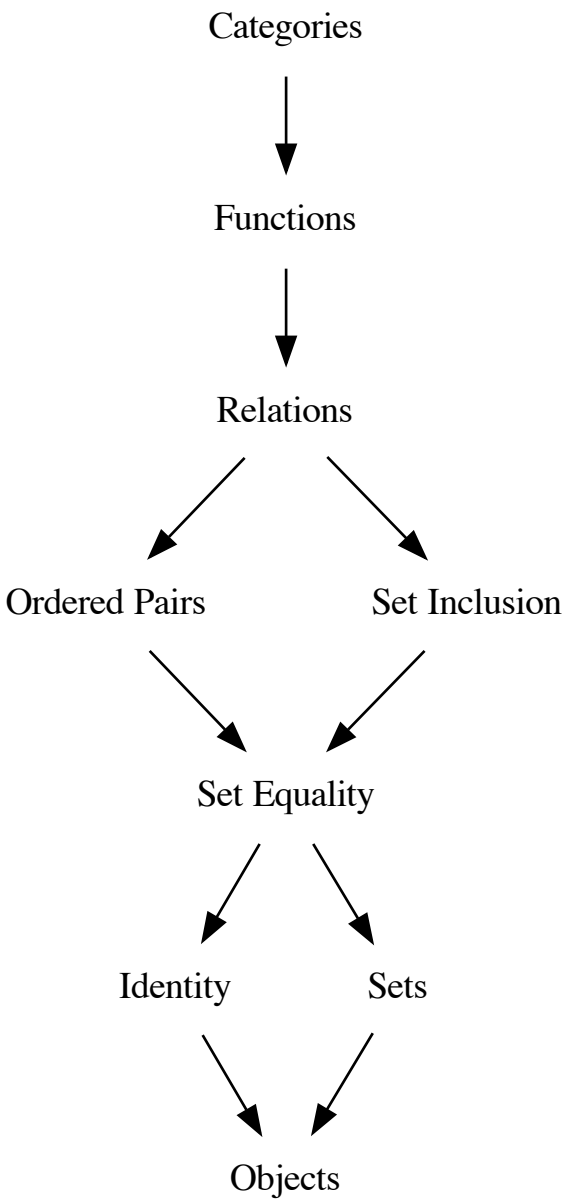 Categories
Functions
Relations
Ordered Pairs
Set Inclusion
Set Equality
Identity
Sets
Objects